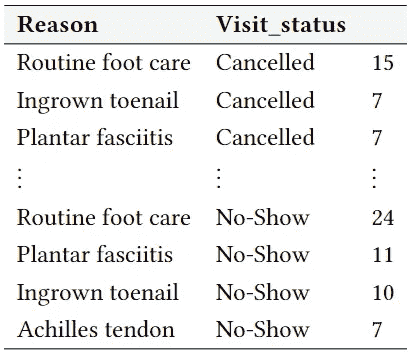 Reason Visit_status
Routine foot care Cancelled 15
Ingrown toenail Cancelled 7
Plantar fasciitis Cancelled 7
⋮ ⋮ ⋮
Routine foot care No-Show 24
Plantar fasciitis No-Show 11
Ingrown toenail No-Show 10
Achilles tendon No-Show 7